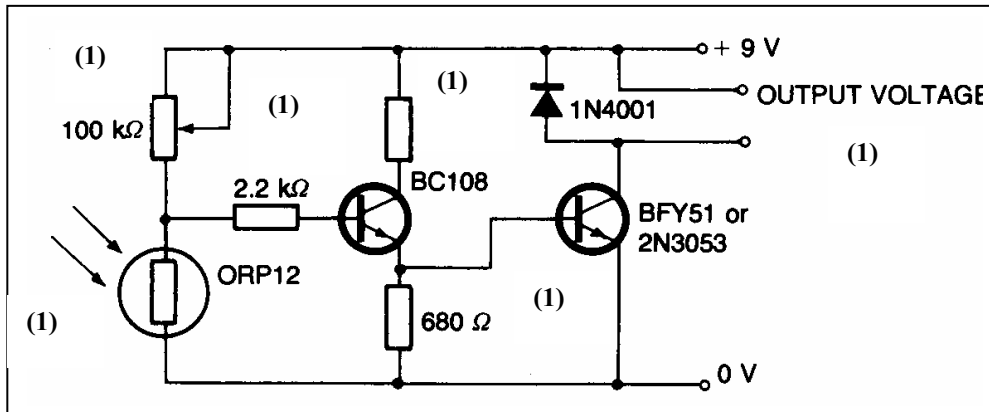 (1)
+ 9 V
(1)
(1)
1N4001
OUTPUT VOLTAGE
100 kΩ
(1)
BC108
2.2 kΩ
BFY51 or
2N3053
ORP12
(1)
(1)
680 Ω
0 V